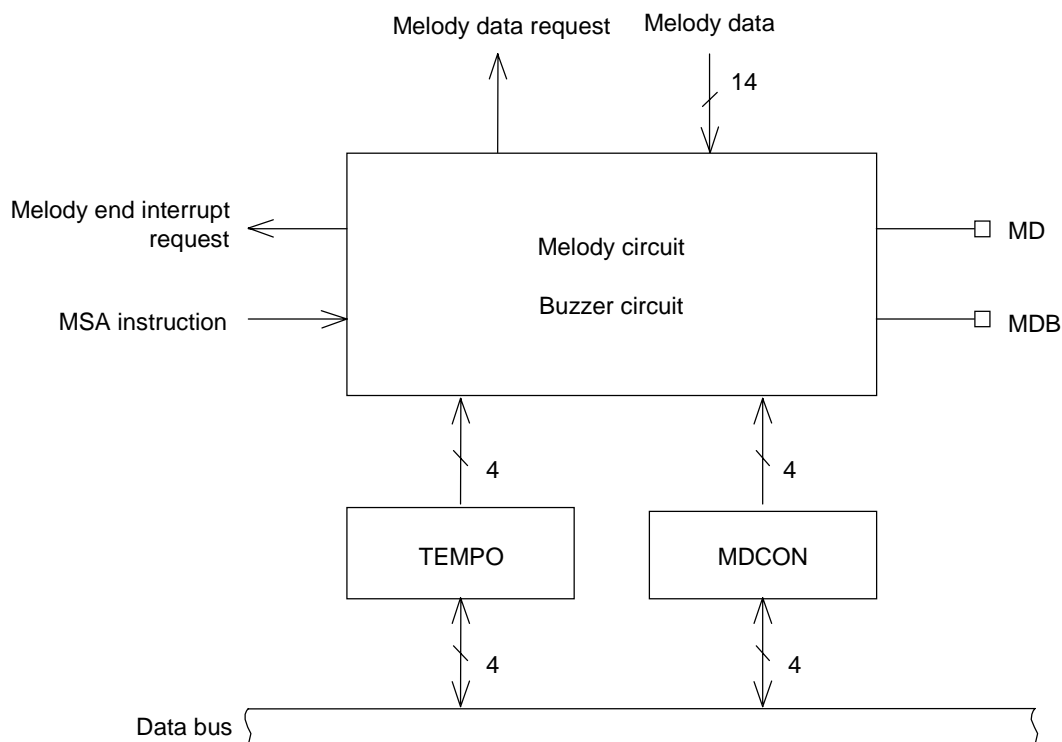 Melody data request
Melody data
14
Melody end interrupt
request
MSA instruction
Melody circuit
Buzzer circuit
MD
MDB
4
4
TEMPO
MDCON
4
4
Data bus